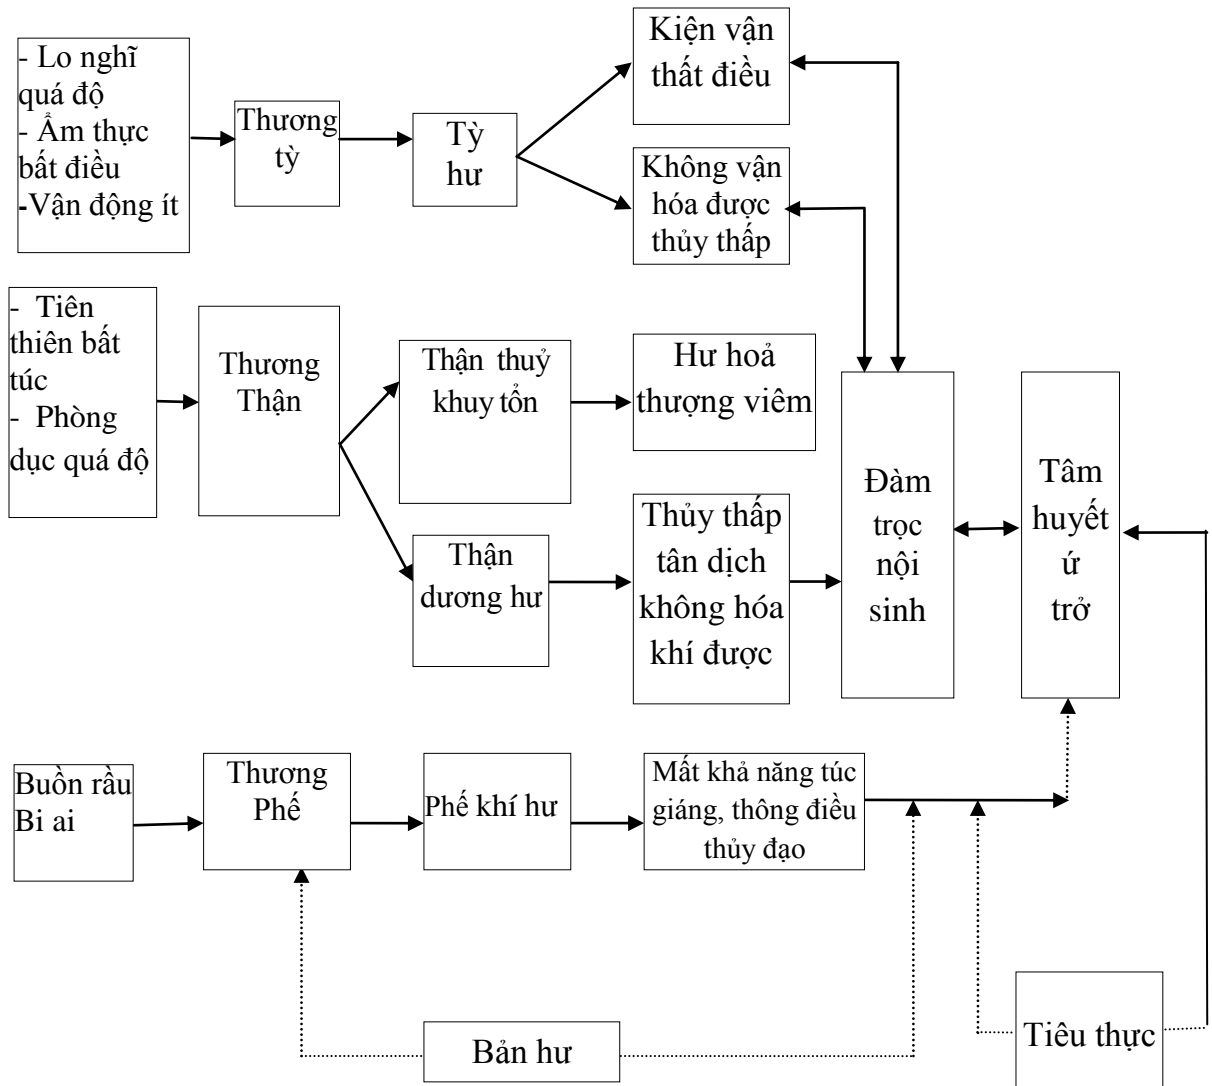 - Lo nghĩ
quá độ
- Ẩm thực
bất điều
-Vận động ít
Thương
tỳ
Tỳ
hư
Kiện vận
thất điều
Không vận
hóa được
thủy thấp
- Tiên
thiên bất
túc
- Phòng
dục quá độ
Thương
Thận
Thận thuỷ
khuy tổn
Hư hoả
thượng viêm
Thận
dương hư
Thủy thấp
tân dịch
không hóa
khí được
Đàm
trọc
nội
sinh
Tâm
huyết
ứ
trở
Buồn rầu
Bi ai
Thương
Phế
Phế khí hư
Mất khả năng túc
giáng, thông điều
thủy đạo
Bản hư
Tiêu thực